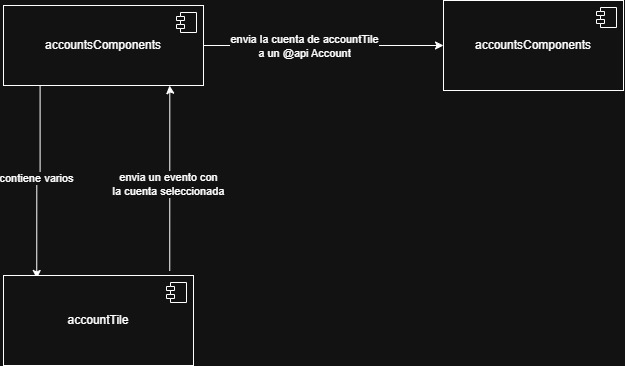 accountsComponents
envia la cuenta de accountTile
a un @api Account
accountsComponents
contiene varios
envia un evento con
la cuenta seleccionada
accountTile